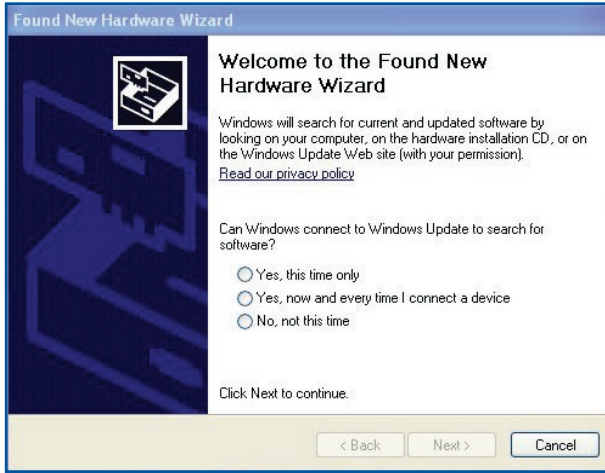 Found New Hardware Wizard
Welcome to the Found New
Hardware Wizard
Windows will search for current and updated software by
looking on your computer, on the hardware installation CD, or on
the Windows Update Web site (with your permission).
Read our privacy policy
Can Windows connect to Windows Update to search for
software?
Yes, this time only
Yes, now and every time I connect a device
No, not this time
Click Next to continue.
< Back
Next >
Cancel